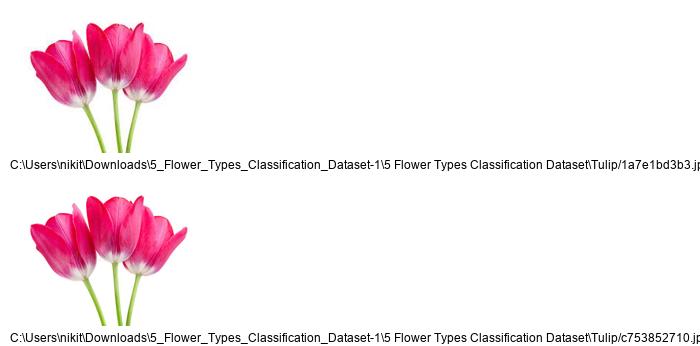 C:\Users\nikit\Downloads\5_Flower_Types_Classification_Dataset-1\5 Flower Types Classification Dataset\Tulip/1a7e1bd3b3.jp
C:\Users\nikit\Downloads\5_Flower_Types_Classification_Dataset-1\5 Flower Types Classification Dataset\Tulip/c753852710.jp